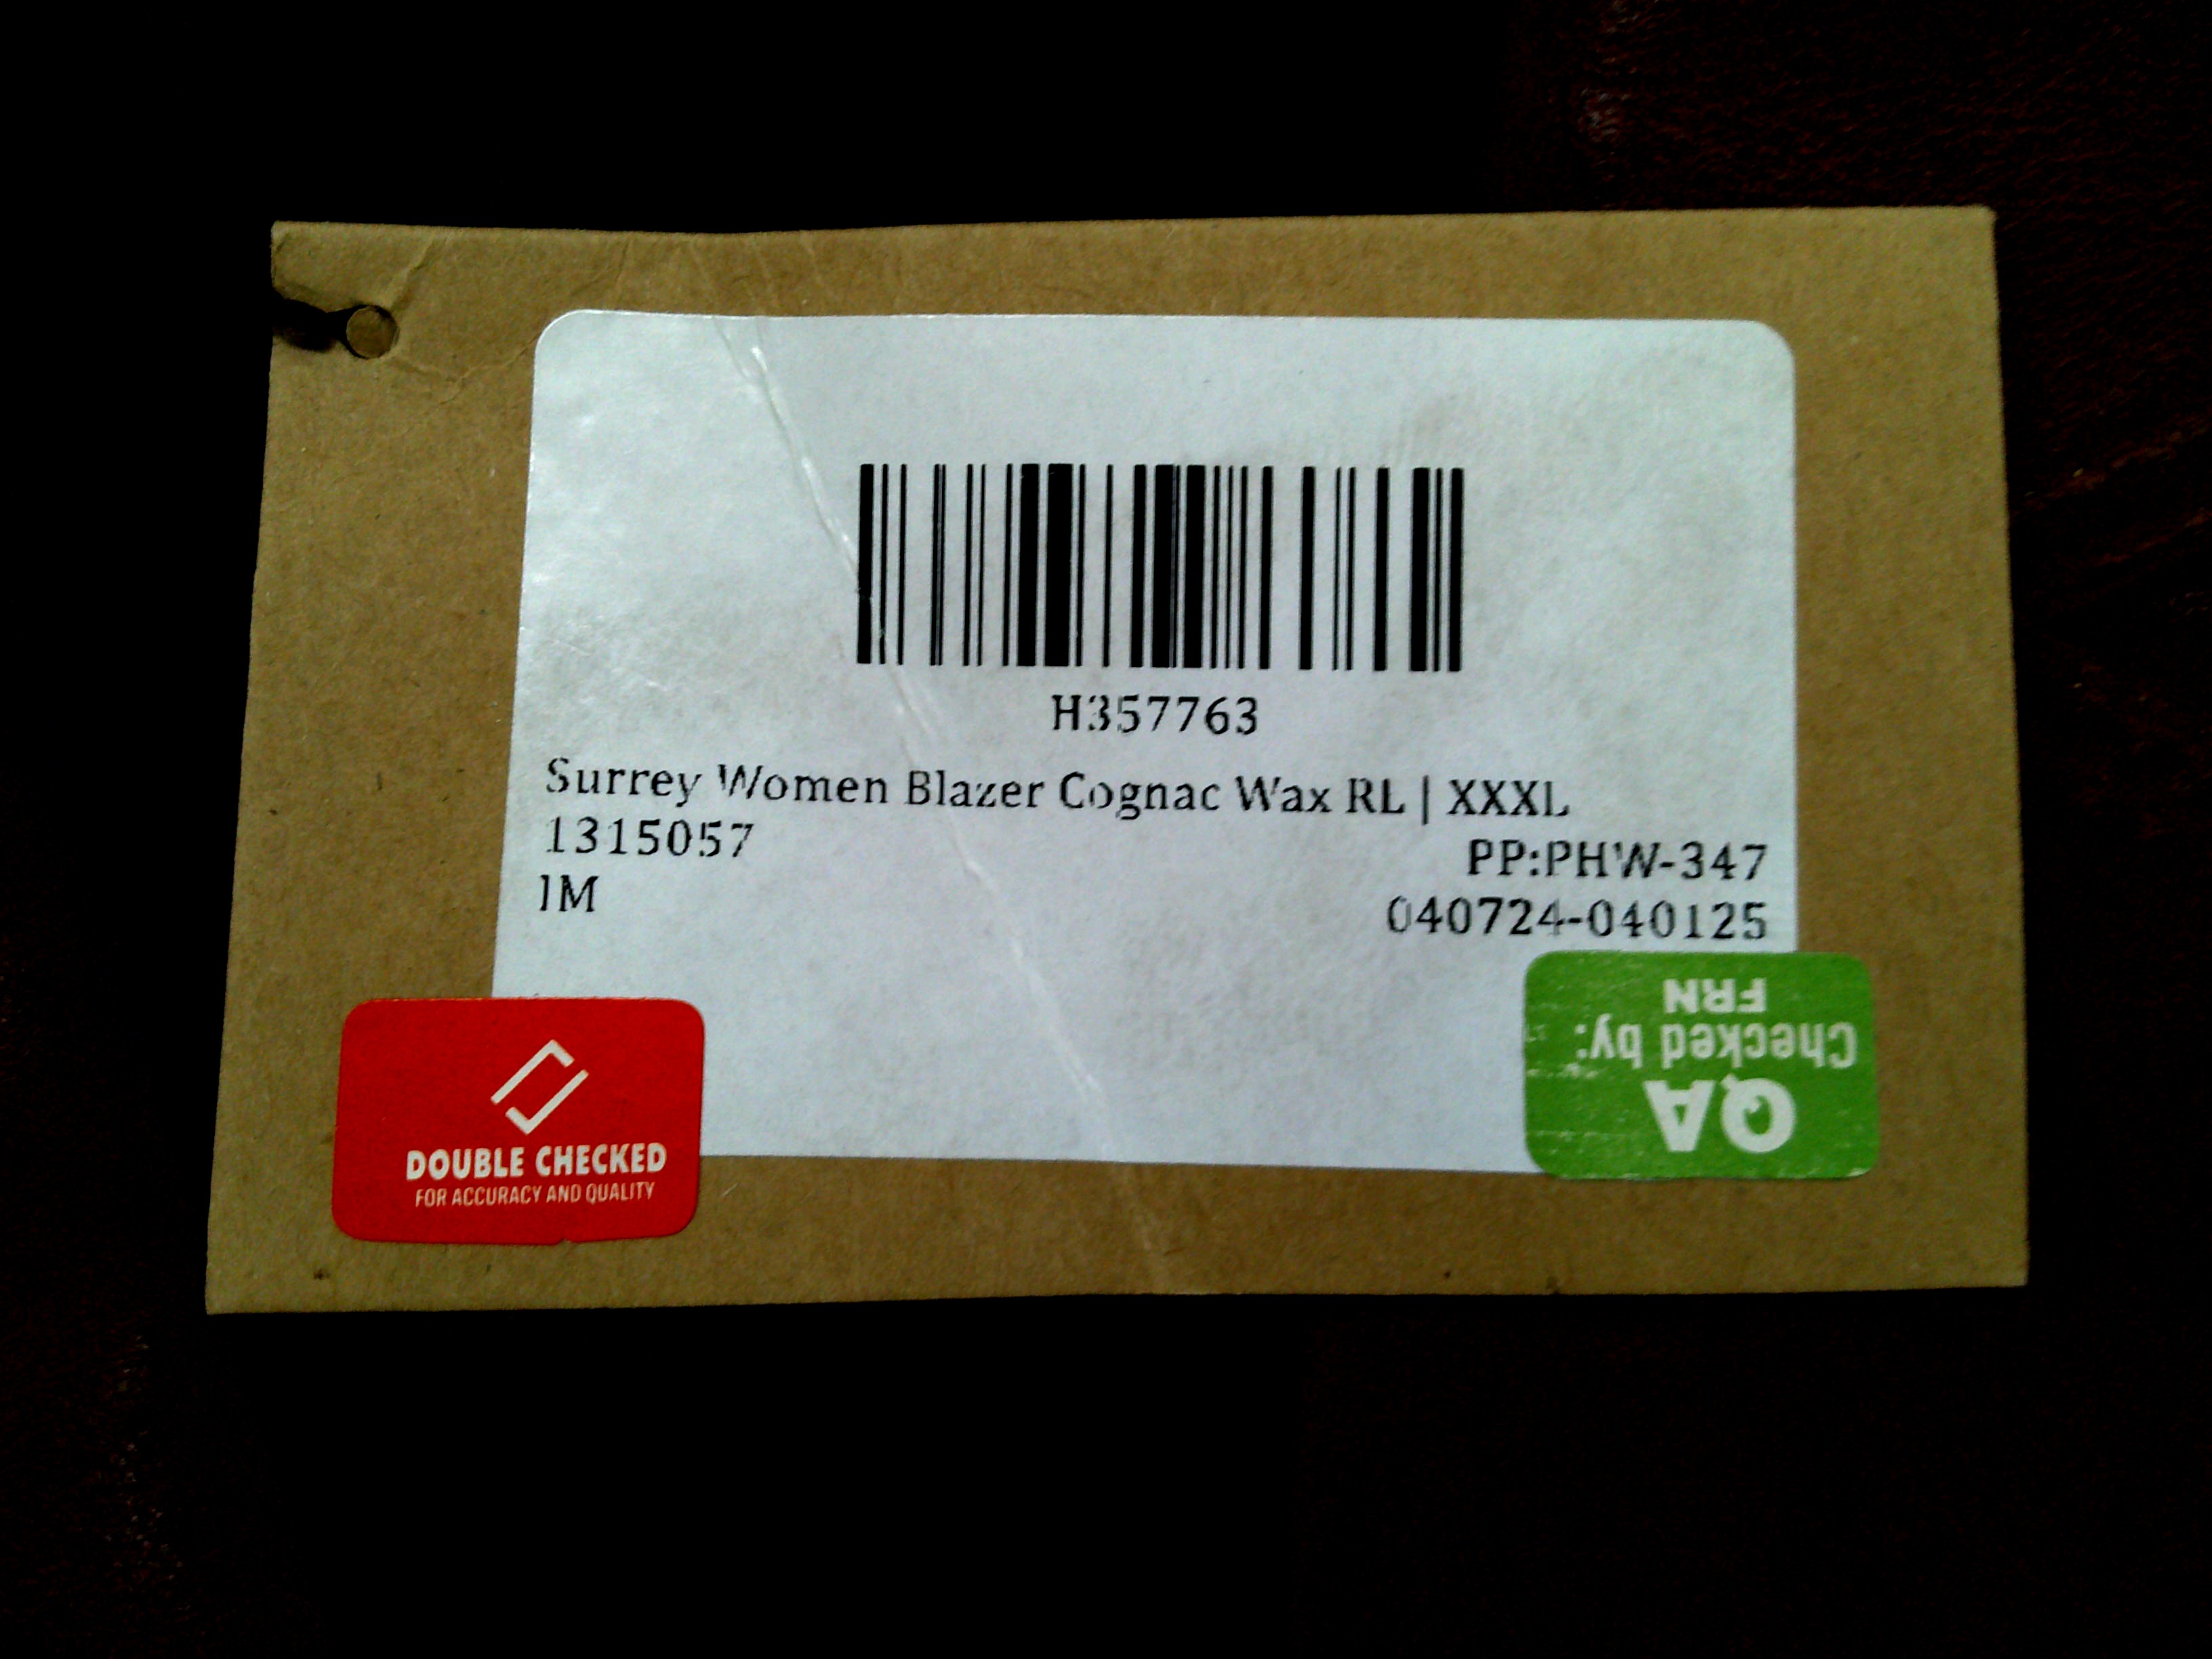 H357763
Surrey Women Blazer Cognac Wax RL | XXXL
1315057
PP:PHW-347
IM
040724-040125
DOUBLE CHECKED
FOR ACCURACY AND QUALITY
QA
Checked by:
FRN